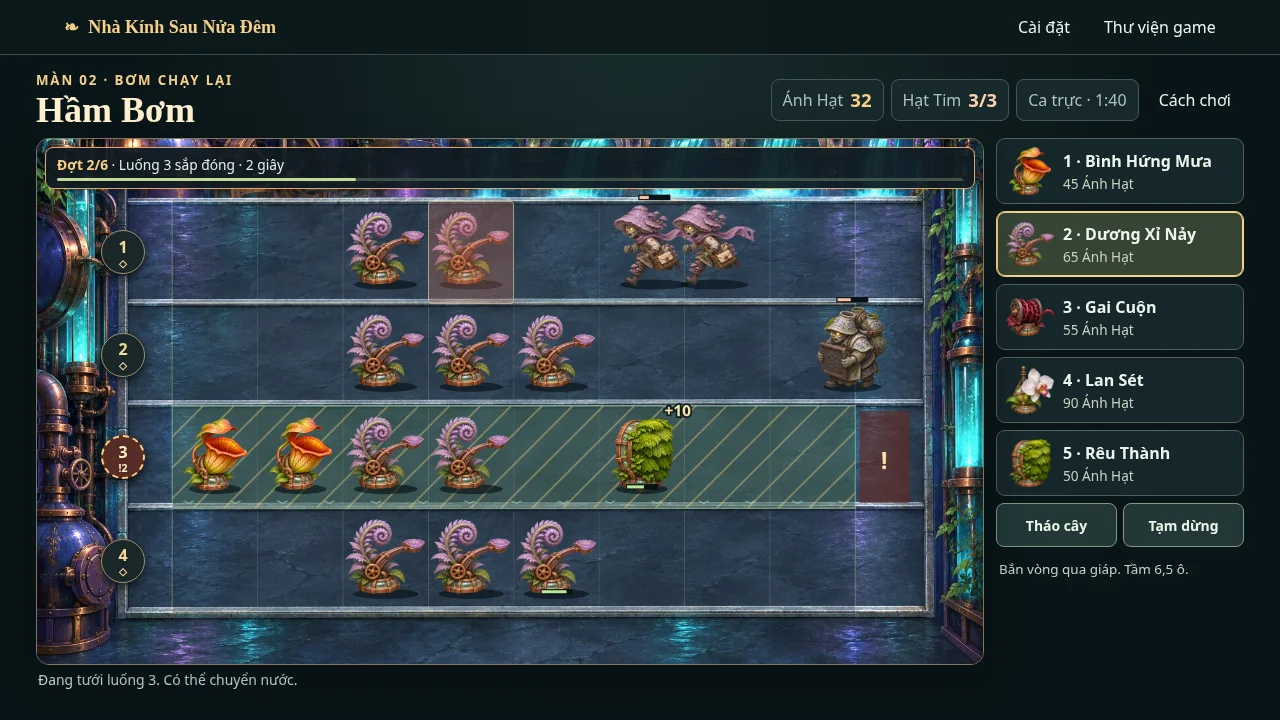 ❧ Nhà Kính Sau Nửa Đêm
Cài đặt
Thư viện game
MÀN 02 · BƠM CHẠY LẠI
Hầm Bơm
Ánh Hạt 32
Hạt Tim 3/3
Ca trực · 1:40
Cách chơi
Đợt 2/6 · Luống 3 sắp đóng · 2 giây
1
2
3
!2
4
+10
!
1 · Bình Hứng Mưa
45 Ánh Hạt
2 · Dương Xỉ Nảy
65 Ánh Hạt
3 · Gai Cuộn
55 Ánh Hạt
4 · Lan Sét
90 Ánh Hạt
5 · Rêu Thành
50 Ánh Hạt
Tháo cây
Tạm dừng
Bắn vòng qua giáp. Tầm 6,5 ô.
Đang tưới luống 3. Có thể chuyển nước.